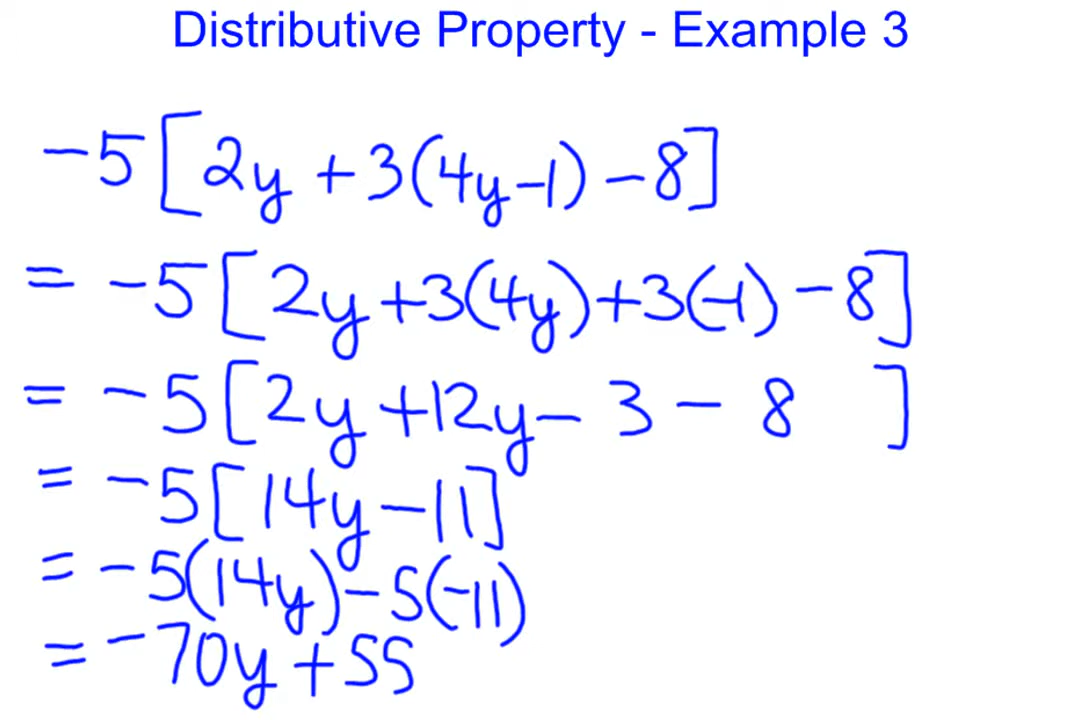 Distributive Property - Example 3
-5[2y+3(4y-1)-8]
= -5[2y+3(4y)+3(-1)-8]
= -5[2y+12y-3-8]
= -5[14y-11]
= -5(14y)-5(-11)
= -70y+55